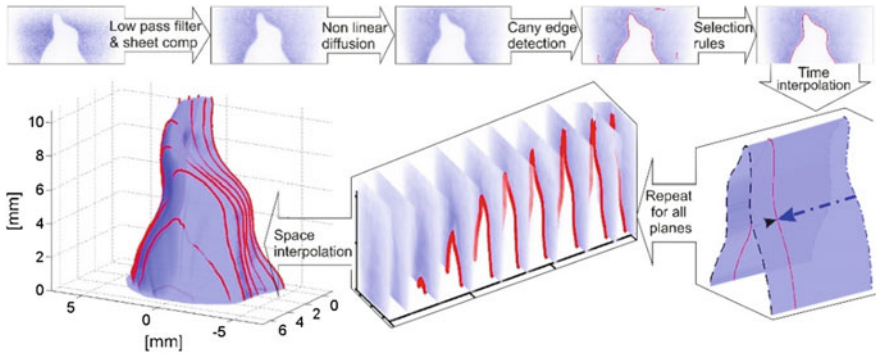 Low pass filter
& sheet comp
Non linear
diffusion
Cany edge
detection
Selection
rules
Time
interpolation
Repeat
for all
planes
Space
interpolation
10
8
6
4
2
0
[mm]
5
0
-5
[mm]
6
4
2
0